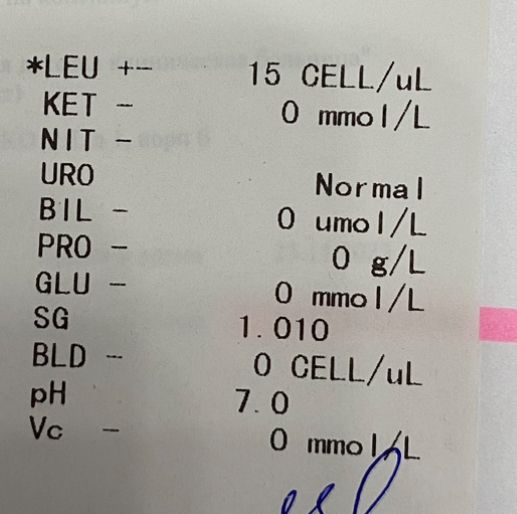 *LEU +- 15 CELL/uL
KET - 0 mmol/L
NIT -
URO Normal
BIL - 0 umol/L
PRO - 0 g/L
GLU - 0 mmol/L
SG 1.010
BLD - 0 CELL/uL
pH 7.0
Vc - 0 mmol/L